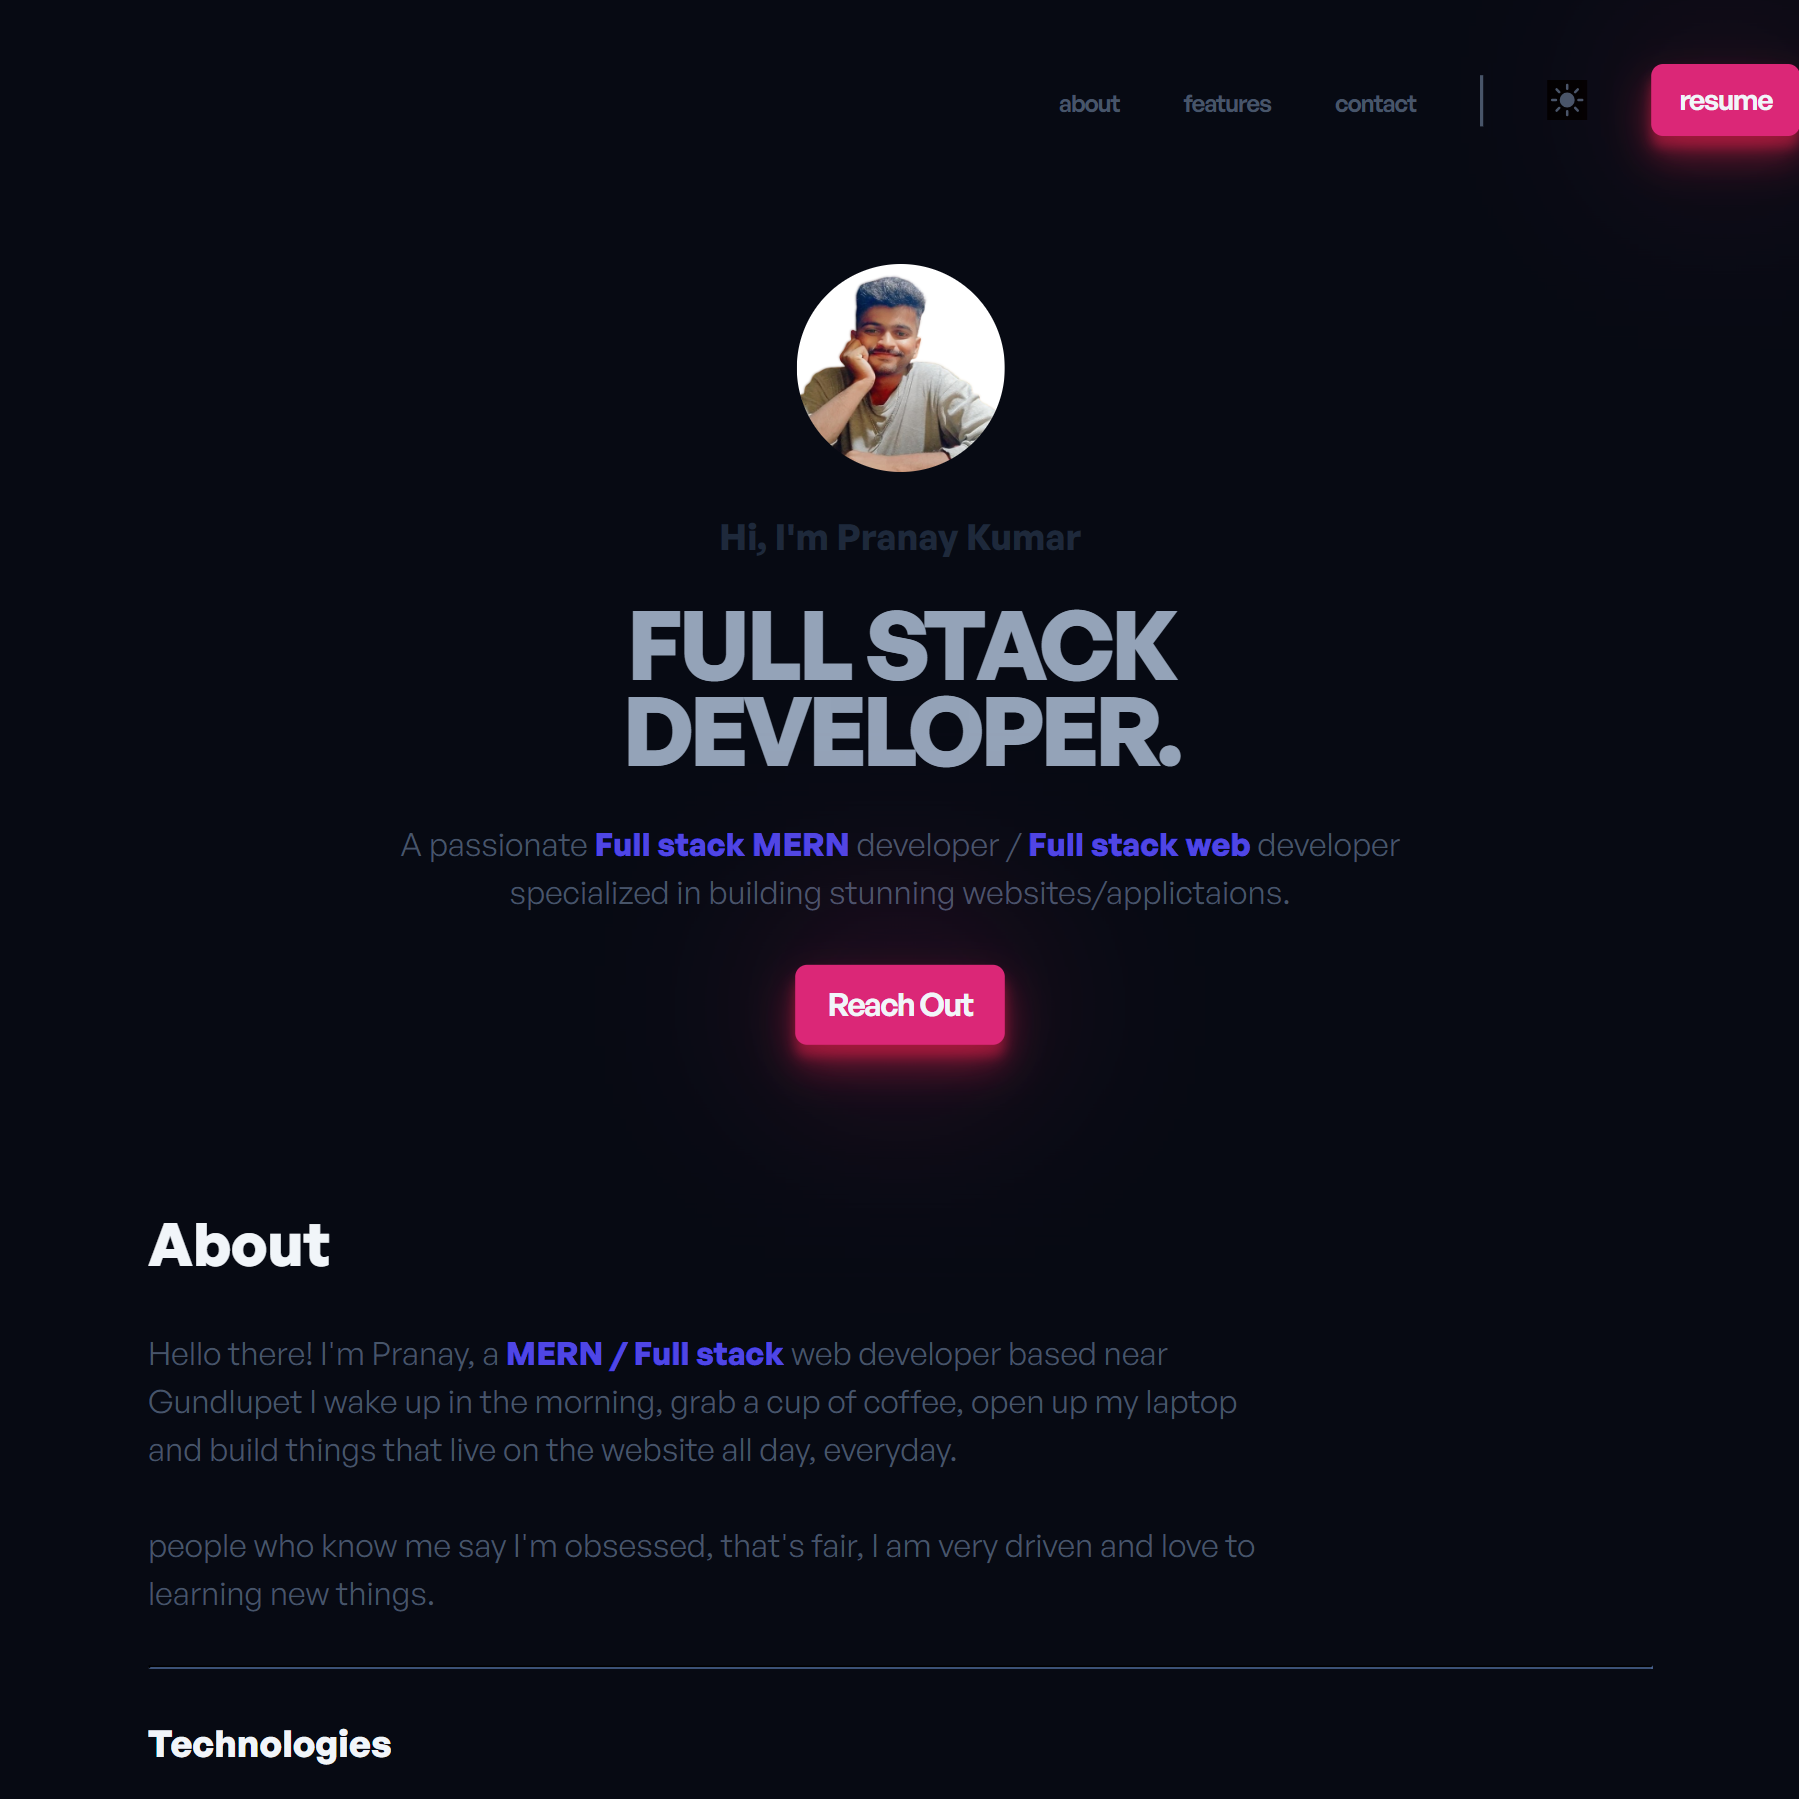 about features contact resume
Hi, I'm Pranay Kumar
FULL STACK
DEVELOPER.
A passionate Full stack MERN developer / Full stack web developer
specialized in building stunning websites/applictaions.
Reach Out
About
Hello there! I'm Pranay, a MERN / Full stack web developer based near
Gundlupet I wake up in the morning, grab a cup of coffee, open up my laptop
and build things that live on the website all day, everyday.
people who know me say I'm obsessed, that's fair, I am very driven and love to
learning new things.
Technologies